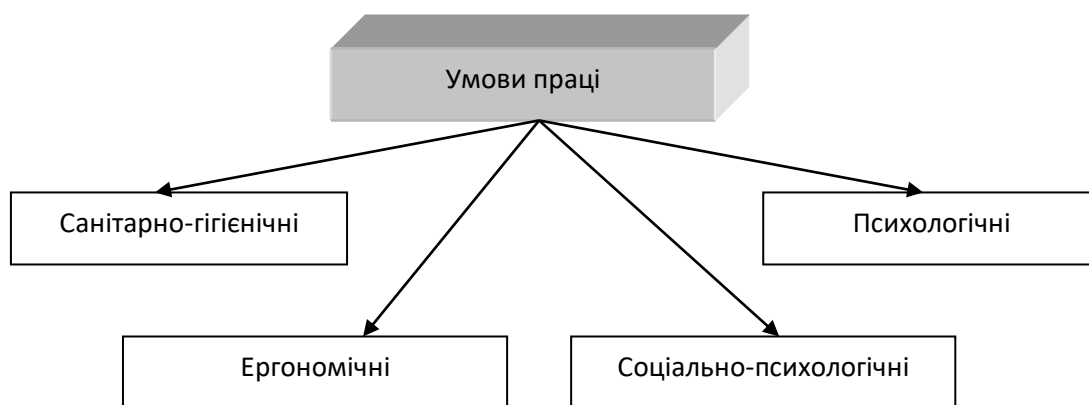 Умови праці
Санітарно-гігієнічні
Психологічні
Ергономічні
Соціально-психологічні